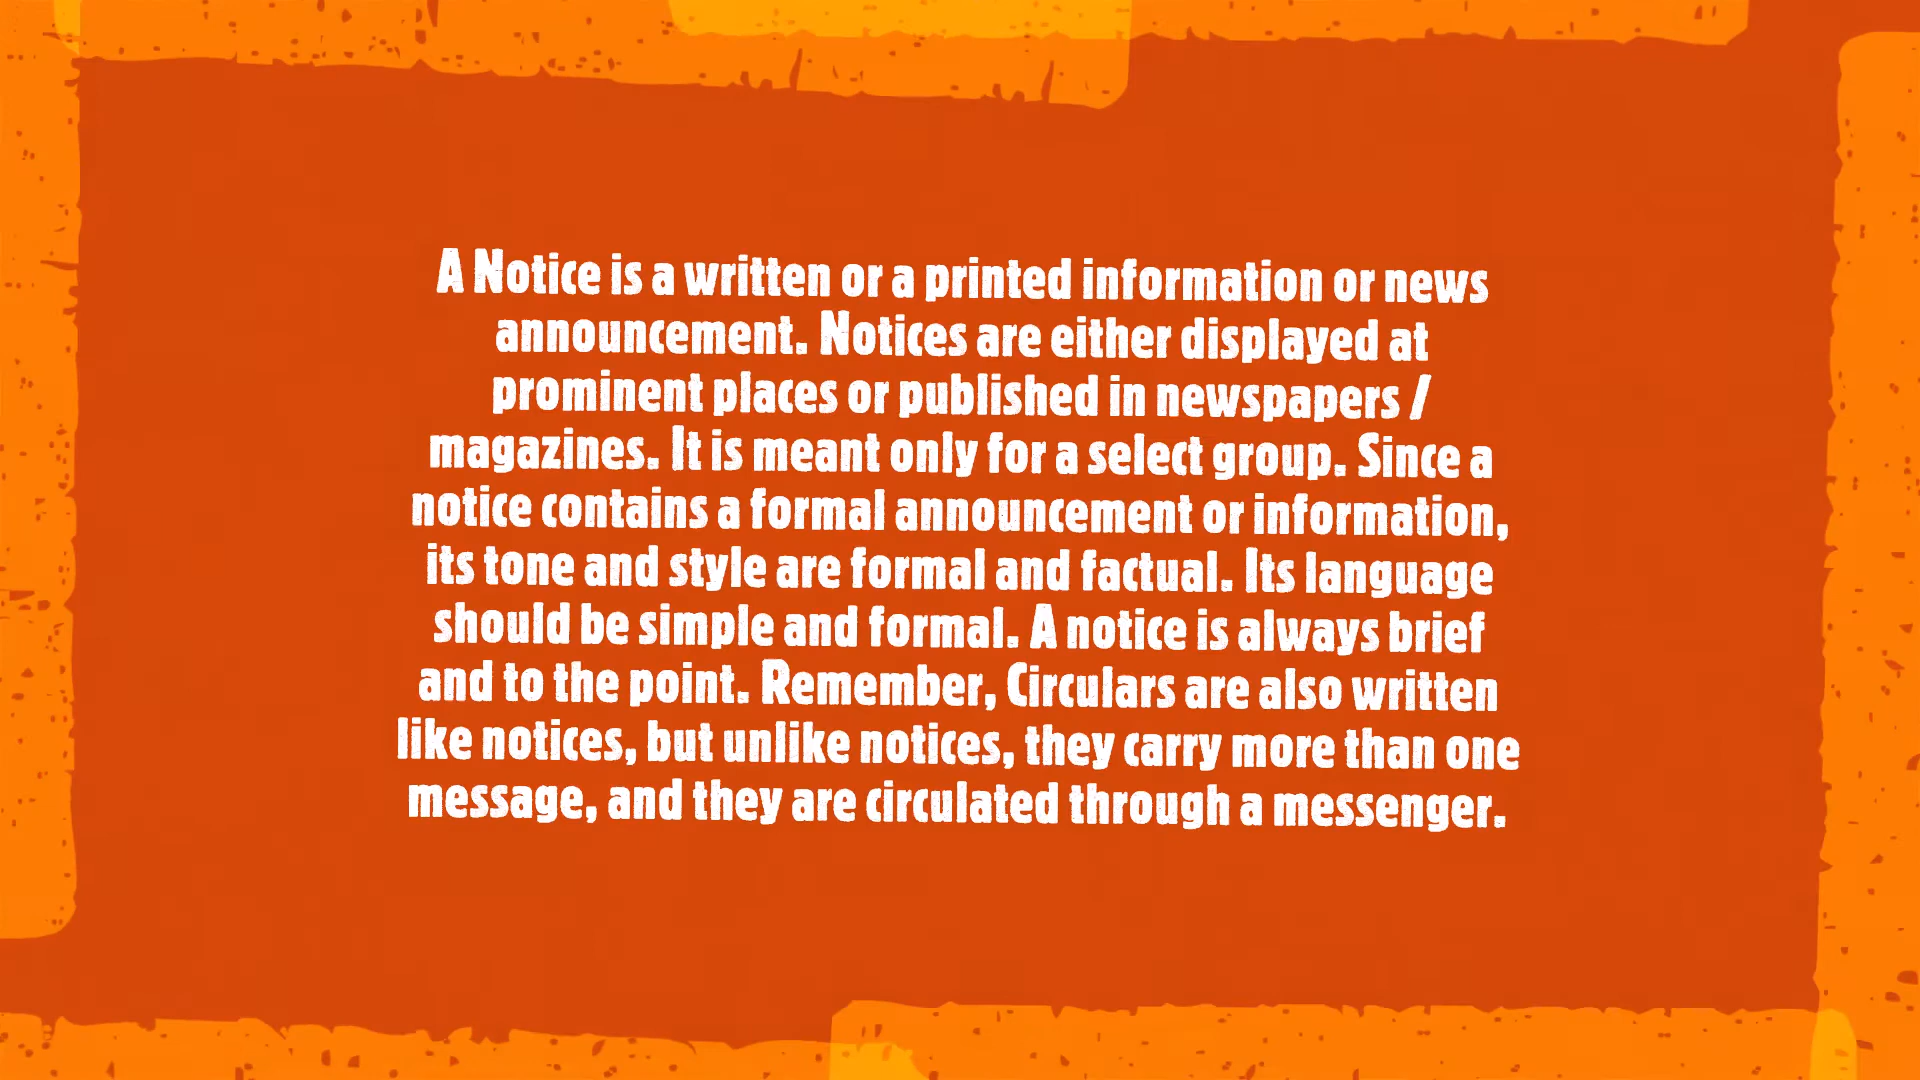 A Notice is a written or a printed information or news
announcement. Notices are either displayed at
prominent places or published in newspapers /
magazines. It is meant only for a select group. Since a
notice contains a formal announcement or information,
its tone and style are formal and factual. Its language
should be simple and formal. A notice is always brief
and to the point. Remember, Circulars are also written
like notices, but unlike notices, they carry more than one
message, and they are circulated through a messenger.